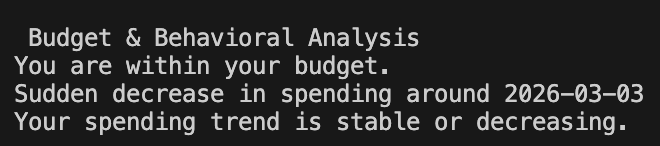 Budget & Behavioral Analysis
You are within your budget.
Sudden decrease in spending around 2026-03-03
Your spending trend is stable or decreasing.